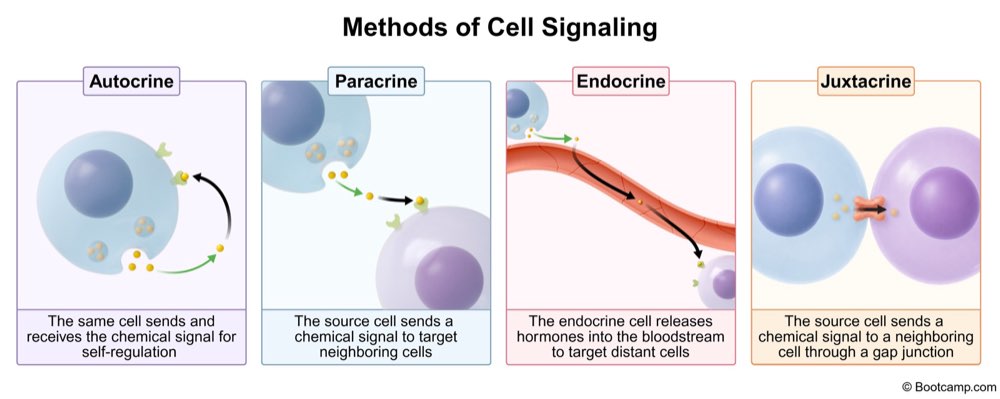 Methods of Cell Signaling
Autocrine
The same cell sends and
receives the chemical signal for
self-regulation
Paracrine
The source cell sends a
chemical signal to target
neighboring cells
Endocrine
The endocrine cell releases
hormones into the bloodstream
to target distant cells
Juxtacrine
The source cell sends a
chemical signal to a neighboring
cell through a gap junction
© Bootcamp.com